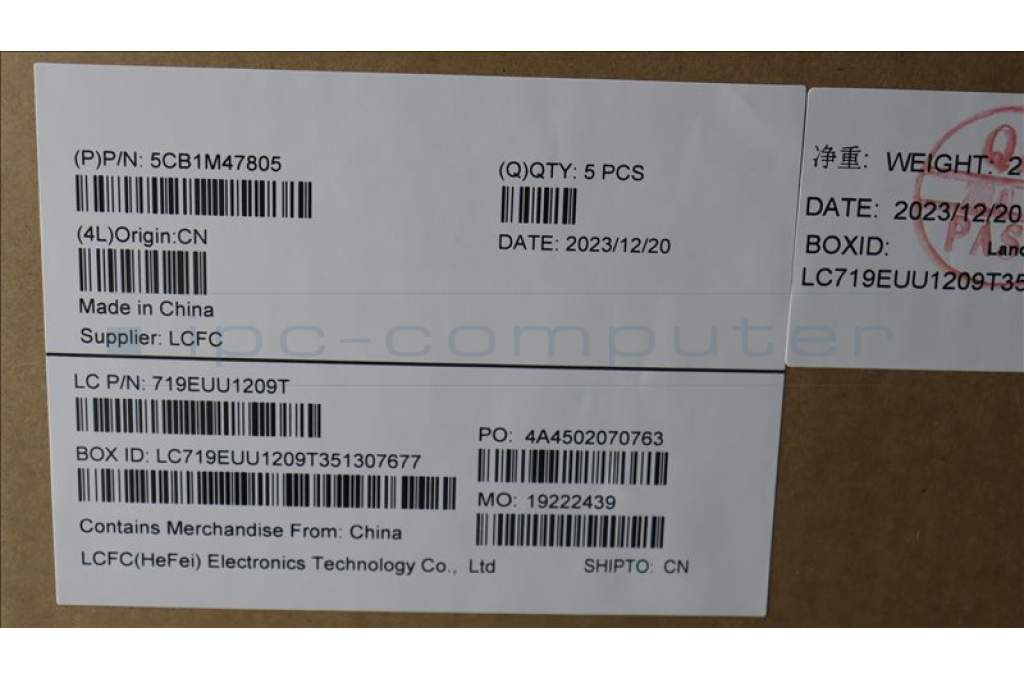 (P)P/N: 5CB1M47805
(Q)QTY: 5 PCS
(4L)Origin:CN
DATE: 2023/12/20
Made in China
Supplier: LCFC
LC P/N: 719EUU1209T
PO: 4A4502070763
BOX ID: LC719EUU1209T351307677
MO: 19222439
Contains Merchandise From: China
LCFC(HeFei) Electronics Technology Co., Ltd
SHIPTO: CN
净重: WEIGHT: 2
DATE: 2023/12/20
BOXID:
LC719EUU1209T35
ipc-computer